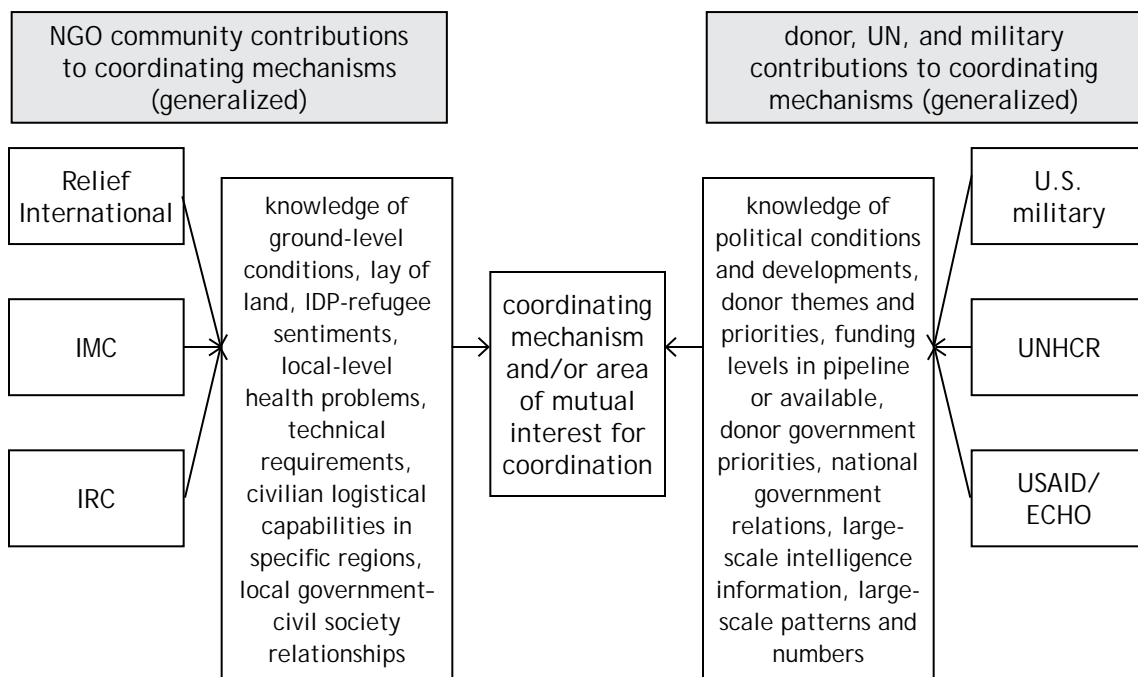 NGO community contributions
to coordinating mechanisms
(generalized)
donor, UN, and military
contributions to coordinating
mechanisms (generalized)
Relief
International
IMC
IRC
knowledge of
ground-level
conditions, lay of
land, IDP-refugee
sentiments,
local-level
health problems,
technical
requirements,
civilian logistical
capabilities in
specific regions,
local government–
civil society
relationships
coordinating
mechanism
and/or area
of mutual
interest for
coordination
knowledge of
political conditions
and developments,
donor themes and
priorities, funding
levels in pipeline
or available,
donor government
priorities, national
government
relations, large-
scale intelligence
information, large-
scale patterns and
numbers
U.S.
military
UNHCR
USAID/
ECHO